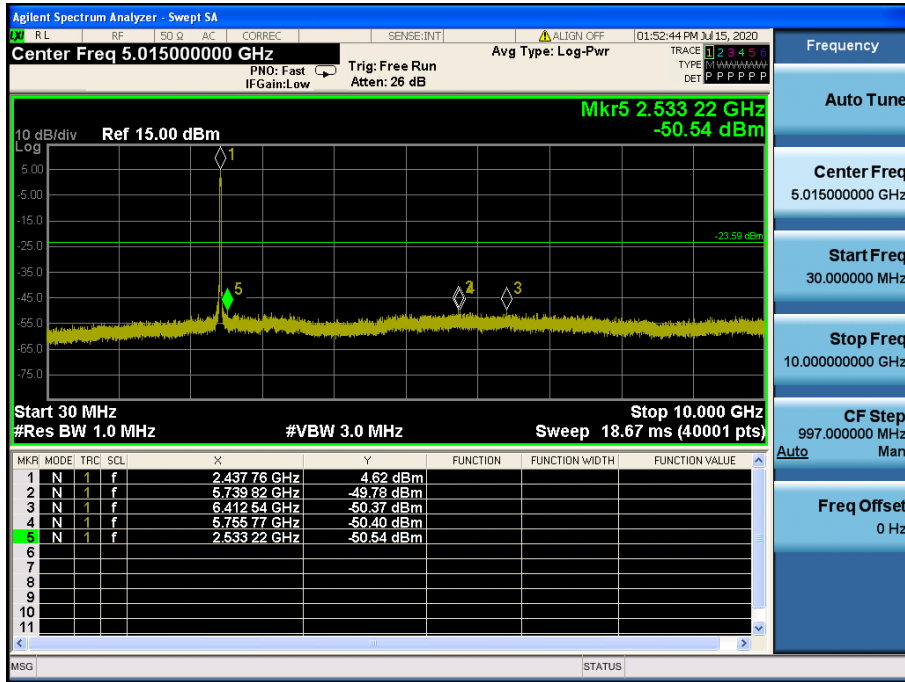 Agilent Spectrum Analyzer - Swept SA
LXI RL RF 50 Ω AC CORREC SENSE:INT ALIGN OFF 01:52:44 PM Jul 15, 2020
Center Freq 5.015000000 GHz
PNO: Fast
IFGain:Low
Trig: Free Run
Atten: 26 dB
Avg Type: Log-Pwr
TRACE 1 2 3 4 5 6
TYPE M WWWWW
DET P P P P P P
Mkr5 2.533 22 GHz
-50.54 dBm
10 dB/div Ref 15.00 dBm
Log
1
5.00
-5.00
-15.0
-23.59 dBm
-25.0
-35.0
5
2
4
3
-45.0
-55.0
-65.0
-75.0
Start 30 MHz Stop 10.000 GHz
#Res BW 1.0 MHz #VBW 3.0 MHz Sweep 18.67 ms (40001 pts)
MKR MODE TRC SCL X Y FUNCTION FUNCTION WIDTH FUNCTION VALUE
1 N 1 f 2.437 76 GHz 4.62 dBm
2 N 1 f 5.739 82 GHz -49.78 dBm
3 N 1 f 6.412 54 GHz -50.37 dBm
4 N 1 f 5.755 77 GHz -50.40 dBm
5 N 1 f 2.533 22 GHz -50.54 dBm
6
7
8
9
10
11
MSG STATUS
Frequency
Auto Tune
Center Freq
5.015000000 GHz
Start Freq
30.000000 MHz
Stop Freq
10.000000000 GHz
CF Step
997.000000 MHz
Auto Man
Freq Offset
0 Hz